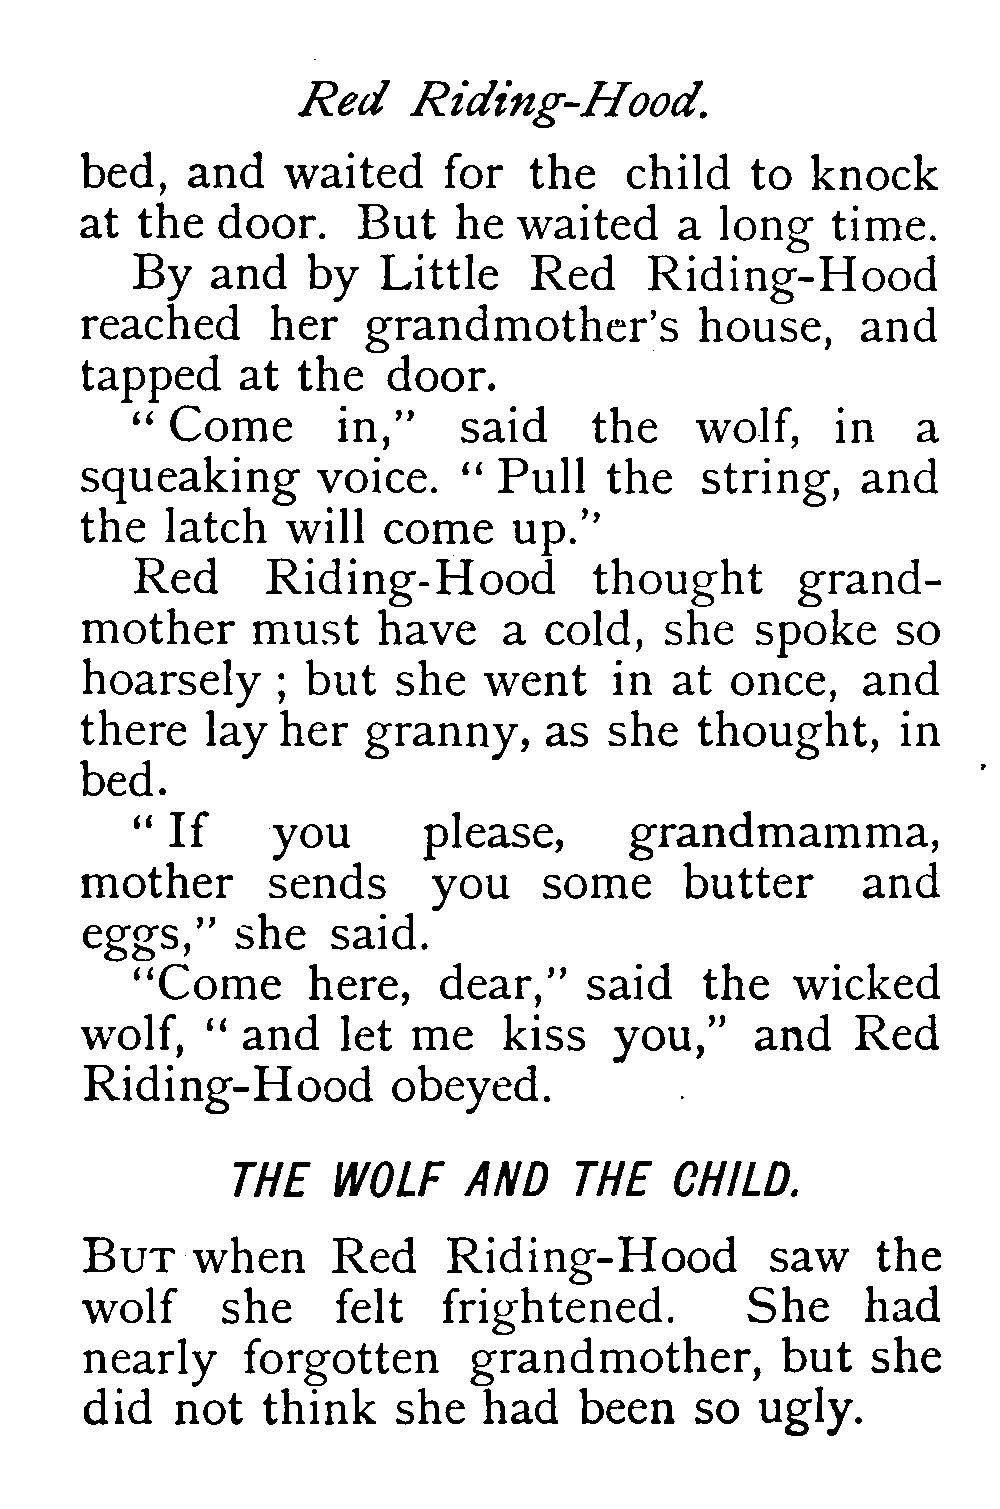 Red Riding-Hood.
bed, and waited for the child to knock
at the door. But he waited a long time.
By and by Little Red Riding-Hood
reached her grandmother's house, and
tapped at the door.
" Come in," said the wolf, in a
squeaking voice. " Pull the string, and
the latch will come up."
Red Riding-Hood thought grand-
mother must have a cold, she spoke so
hoarsely ; but she went in at once, and
there lay her granny, as she thought, in
bed.
" If you please, grandmamma,
mother sends you some butter and
eggs," she said.
"Come here, dear," said the wicked
wolf, " and let me kiss you," and Red
Riding-Hood obeyed.
THE WOLF AND THE CHILD.
BUT when Red Riding-Hood saw the
wolf she felt frightened. She had
nearly forgotten grandmother, but she
did not think she had been so ugly.